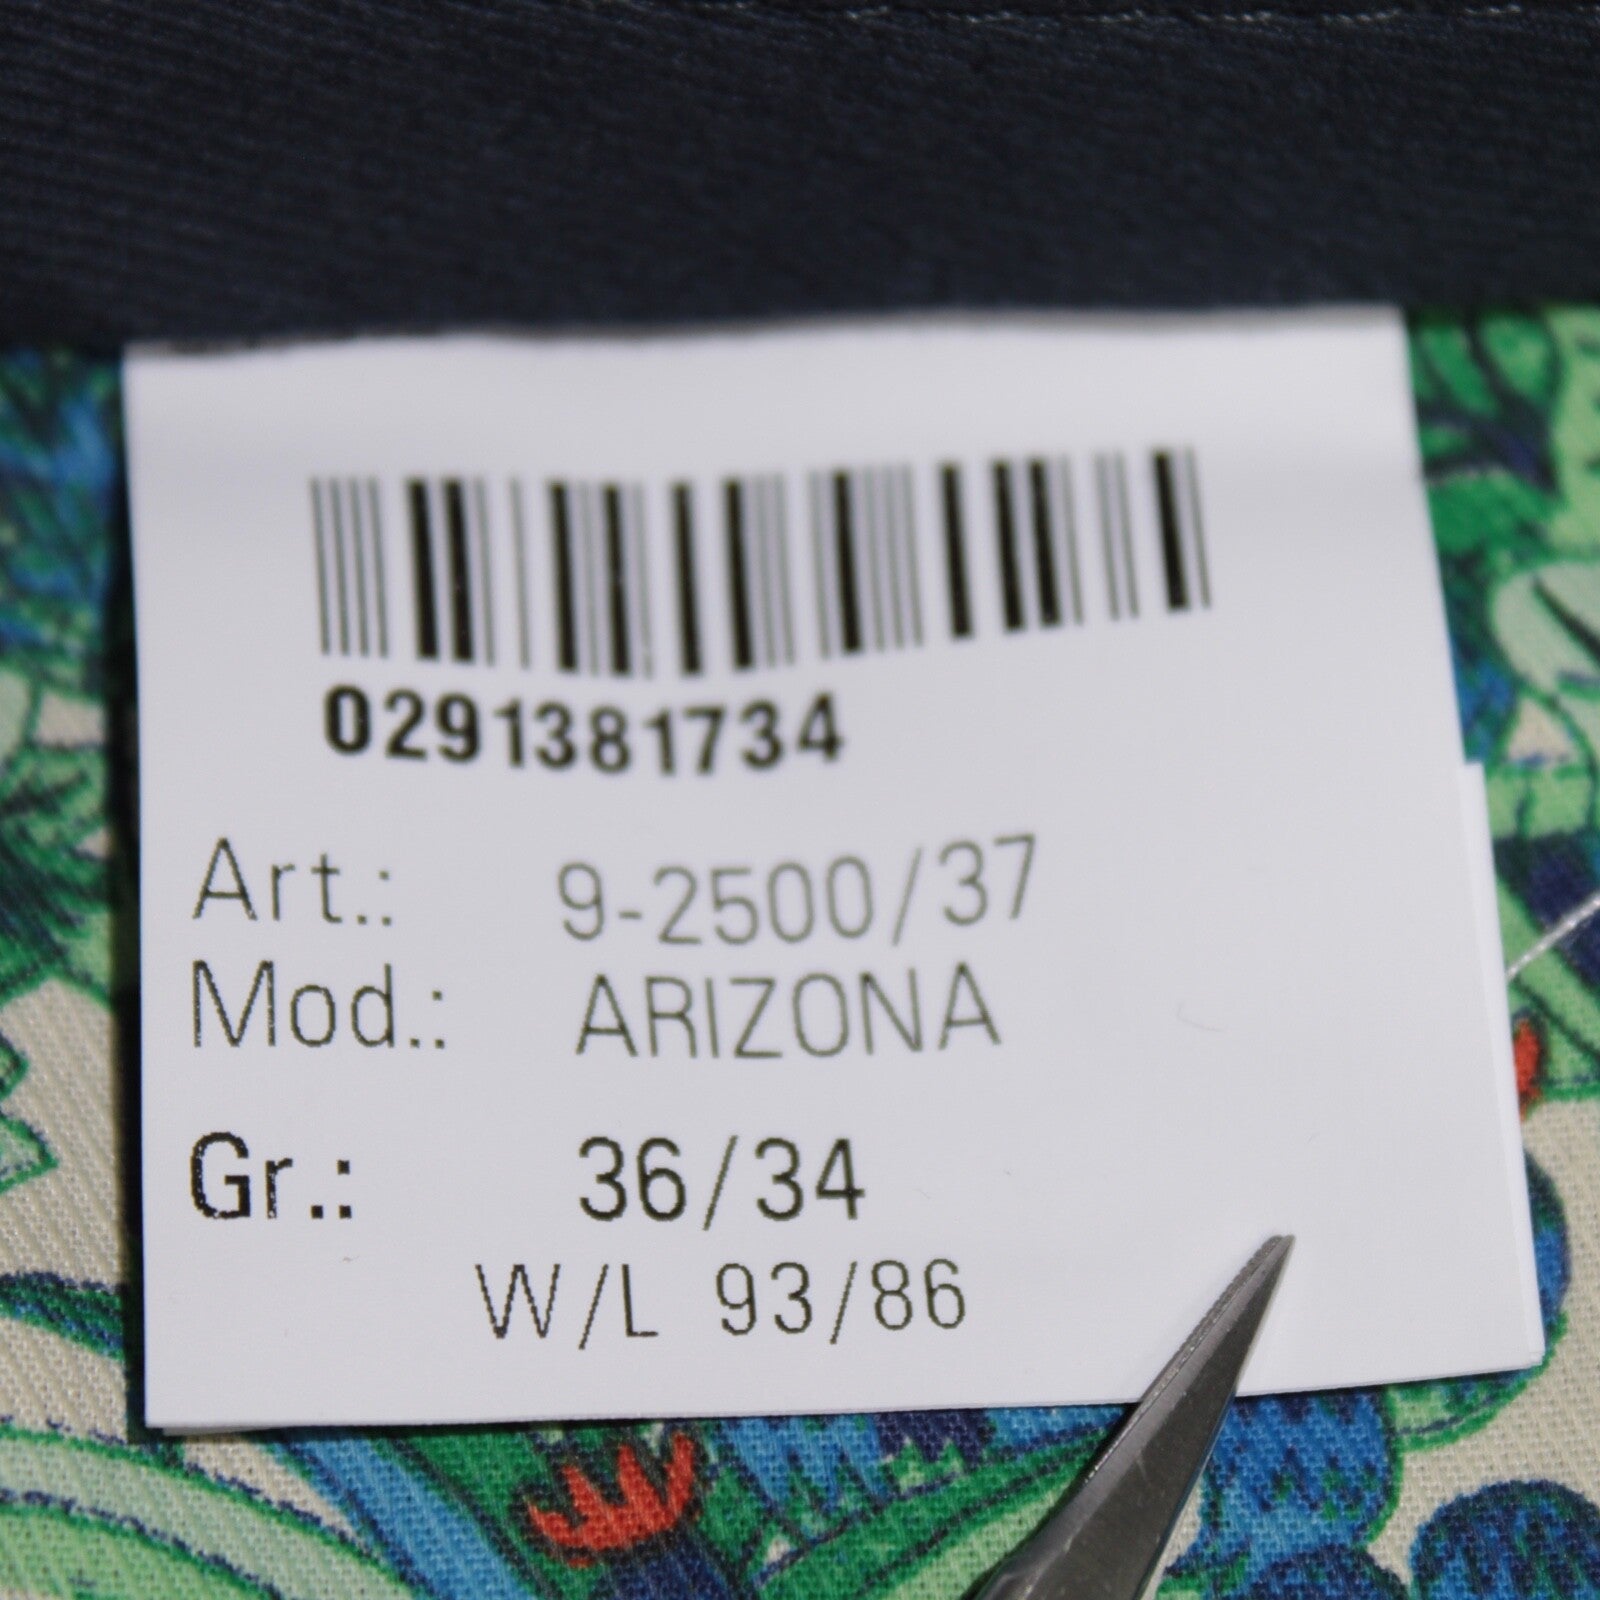 0291381734
Art.: 9-2500/37
Mod.: ARIZONA
Gr.: 36/34
W/L 93/86